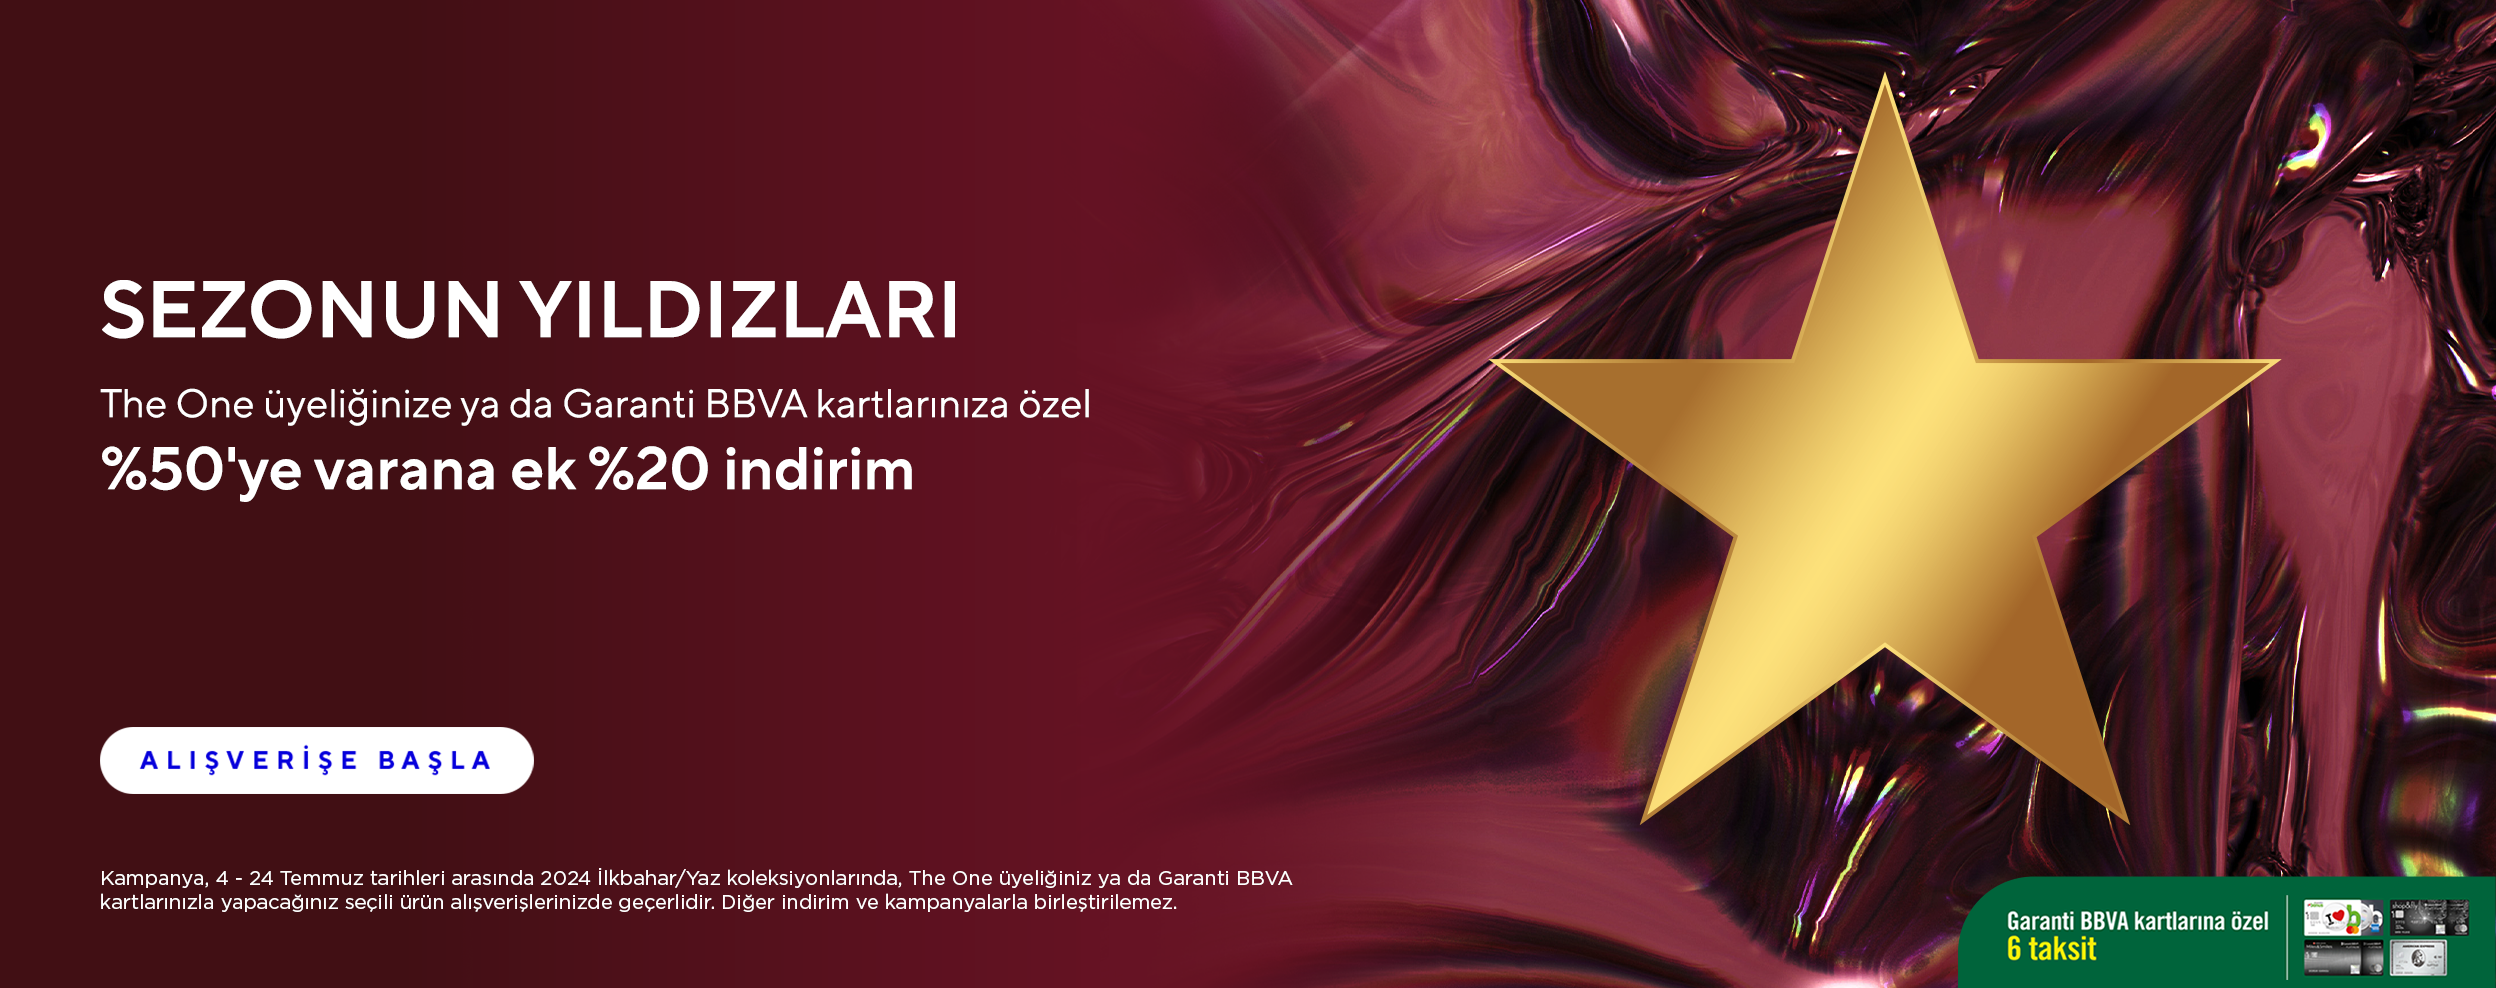 SEZONUN YILDIZLARI
The One üyeliğinize ya da Garanti BBVA kartlarınıza özel
%50'ye varana ek %20 indirim
ALIŞVERİŞE BAŞLA
Kampanya, 4 - 24 Temmuz tarihleri arasında 2024 İlkbahar/Yaz koleksiyonlarında, The One üyeliğiniz ya da Garanti BBVA
kartlarınızla yapacağınız seçili ürün alışverişlerinizde geçerlidir. Diğer indirim ve kampanyalarla birleştirilemez.
Garanti BBVA kartlarına özel
6 taksit
shop&fly